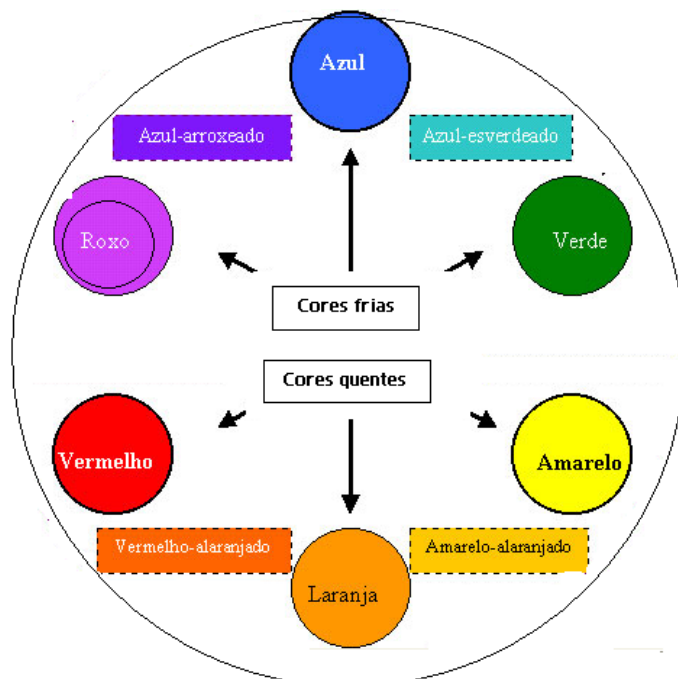 Azul
Azul-arroxeado
Azul-esverdeado
Roxo
Verde
Cores frias
Cores quentes
Vermelho
Amarelo
Vermelho-alaranjado
Amarelo-alaranjado
Laranja